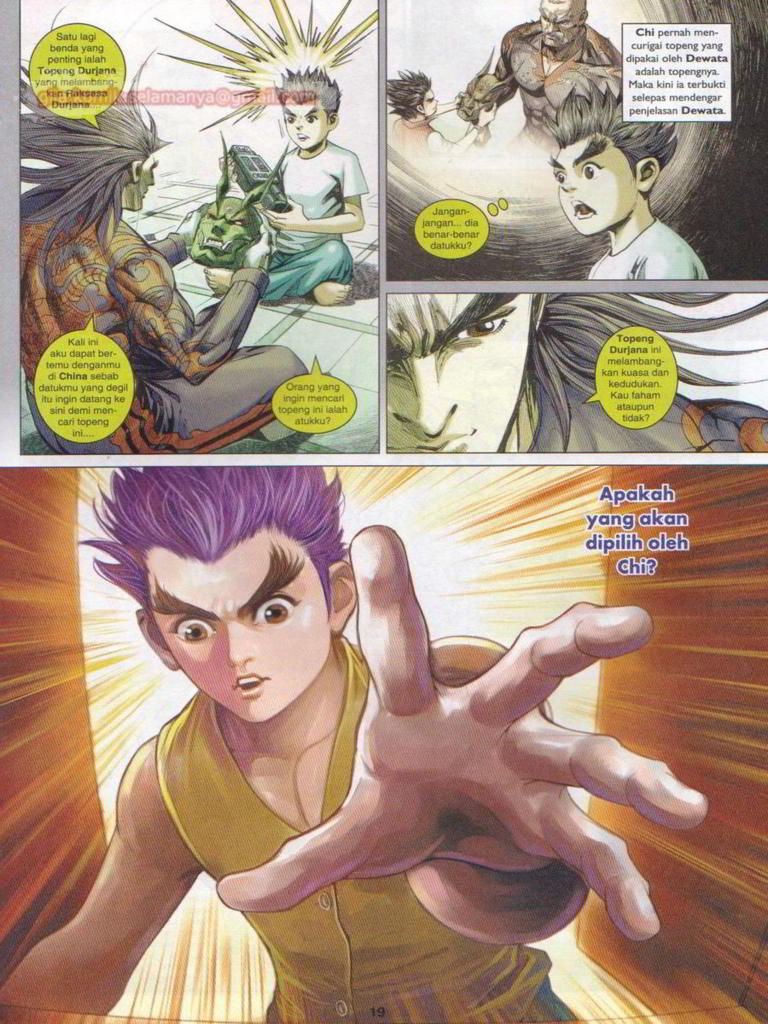 Satu lagi
benda yang
penting ialah
Topeng Durjana
yang melambang-
kan Raksasa
Durjana....
selamanya@gmail.com
Kali ini
aku dapat ber-
temu denganmu
di China sebab
datukmu yang degil
itu ingin datang ke
sini demi men-
cari topeng
ini....
Orang yang
ingin mencari
topeng ini ialah
atukku?
Chi pernah men-
curigai topeng yang
dipakai oleh Dewata
adalah topengnya.
Maka kini ia terbukti
selepas mendengar
penjelasan Dewata.
Jangan-
jangan... dia
benar-benar
datukku?
Topeng
Durjana ini
melambang-
kan kuasa dan
kedudukan.
Kau faham
ataupun
tidak?
Apakah
yang akan
dipilih oleh
Chi?
19